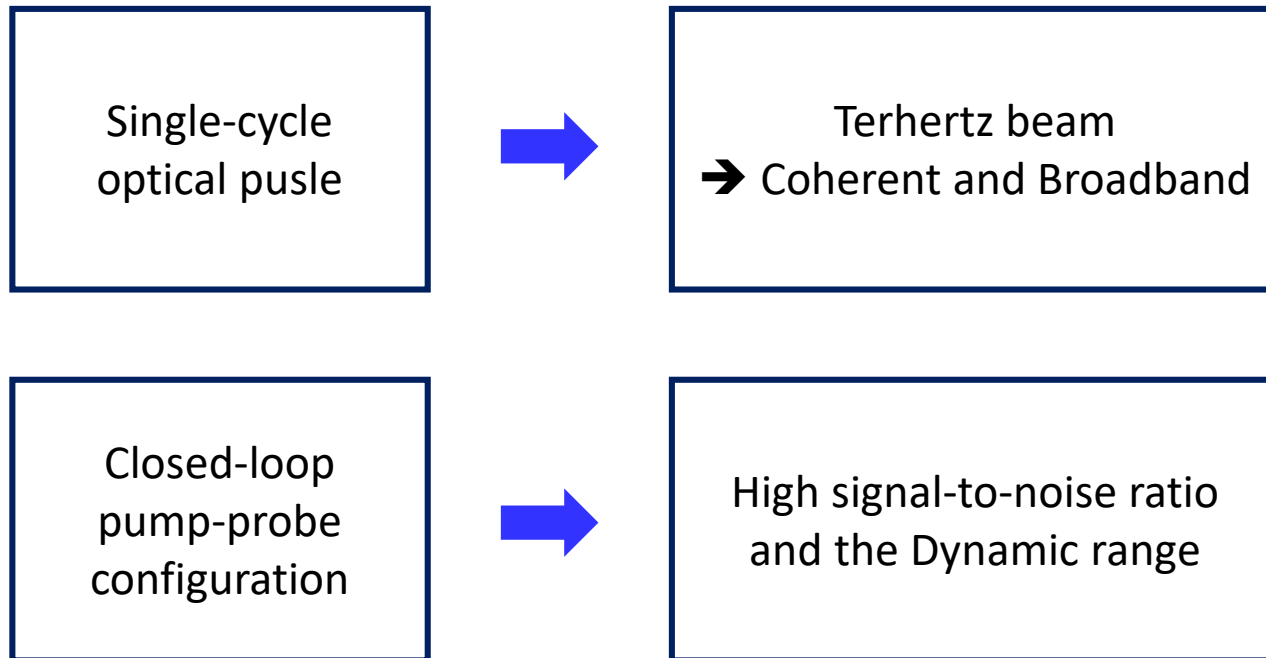 Single-cycle
optical pusle
Terhertz beam
➔ Coherent and Broadband
Closed-loop
pump-probe
configuration
High signal-to-noise ratio
and the Dynamic range